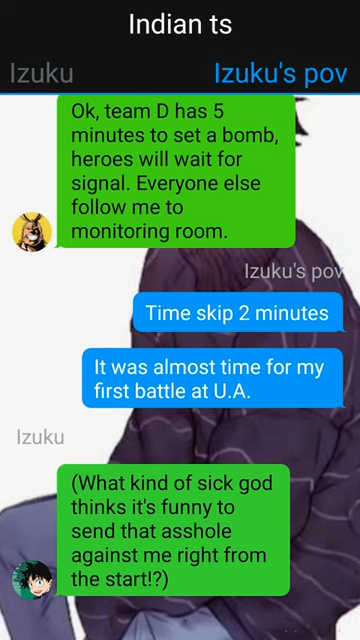 Indian ts
Izuku
Izuku's pov
Ok, team D has 5
minutes to set a bomb,
heroes will wait for
signal. Everyone else
follow me to
monitoring room.
Izuku's pov
Time skip 2 minutes
It was almost time for my
first battle at U.A.
Izuku
(What kind of sick god
thinks it's funny to
send that asshole
against me right from
the start!?)